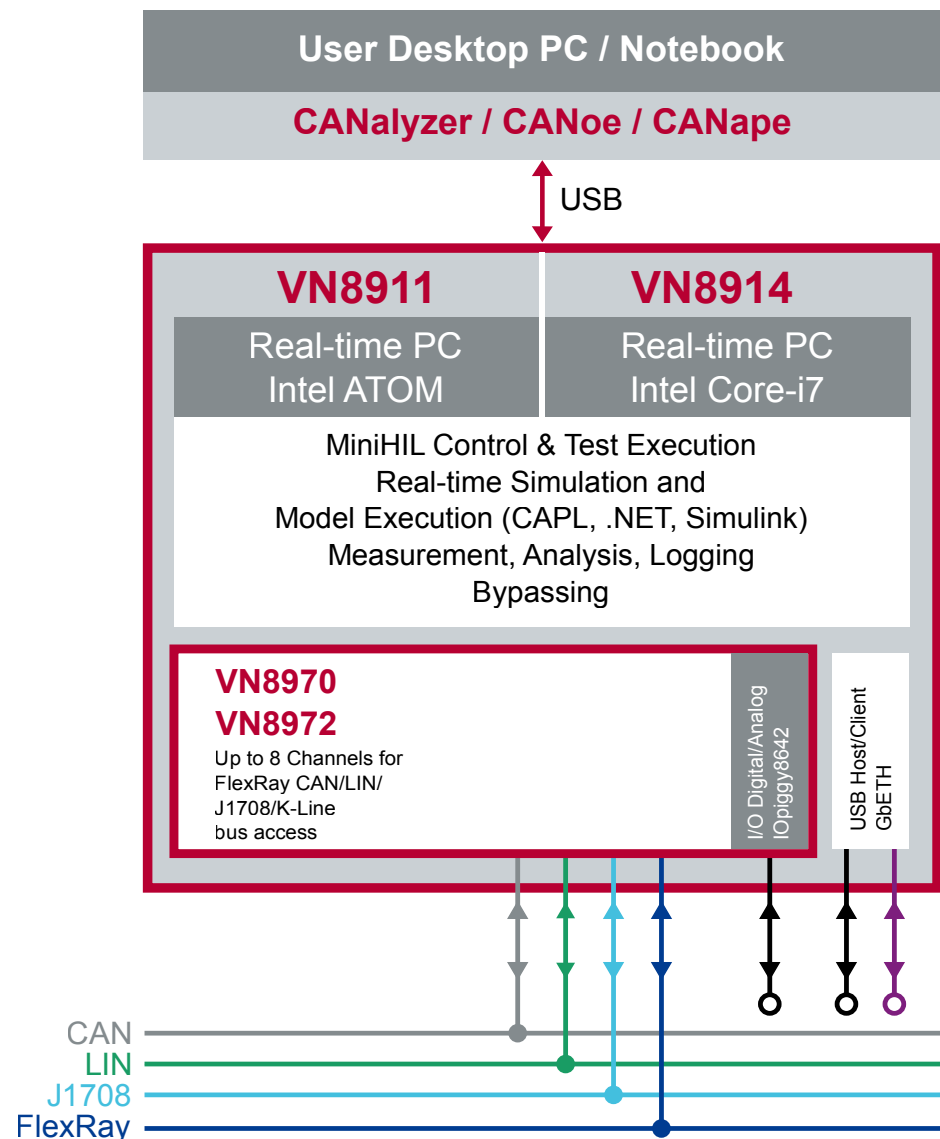 User Desktop PC / Notebook
CANalyzer / CANoe / CANape
USB
VN8911
VN8914
Real-time PC
Intel ATOM
Real-time PC
Intel Core-i7
MiniHIL Control & Test Execution
Real-time Simulation and
Model Execution (CAPL, .NET, Simulink)
Measurement, Analysis, Logging
Bypassing
VN8970
VN8972
Up to 8 Channels for
FlexRay CAN/LIN/
J1708/K-Line
bus access
I/O Digital/Analog
IOpiggy8642
USB Host/Client
GbETH
CAN
LIN
J1708
FlexRay